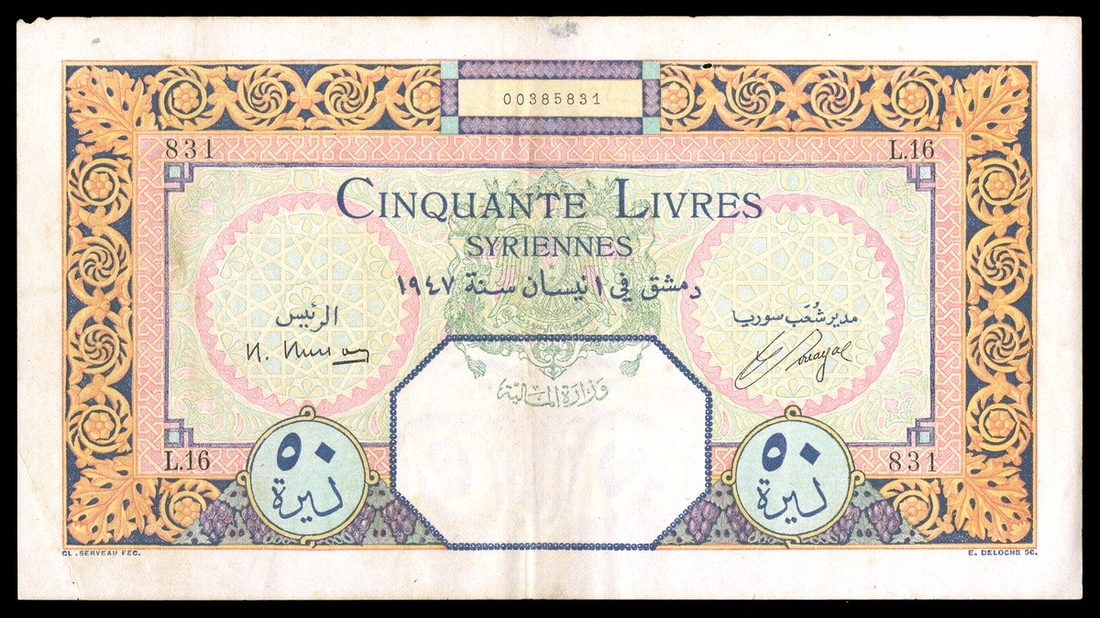 00385831
831
L.16
CINQUANTE LIVRES
SYRIENNES
دمشق في ١ نيسان سنة ١٩٤٧
الرئيس
مدير شعب سوريا
وزارة المالية
L.16
831
٥٠
ليرة
٥٠
ليرة
CL. SERVEAU FEC.
E. DELOCHE SC.